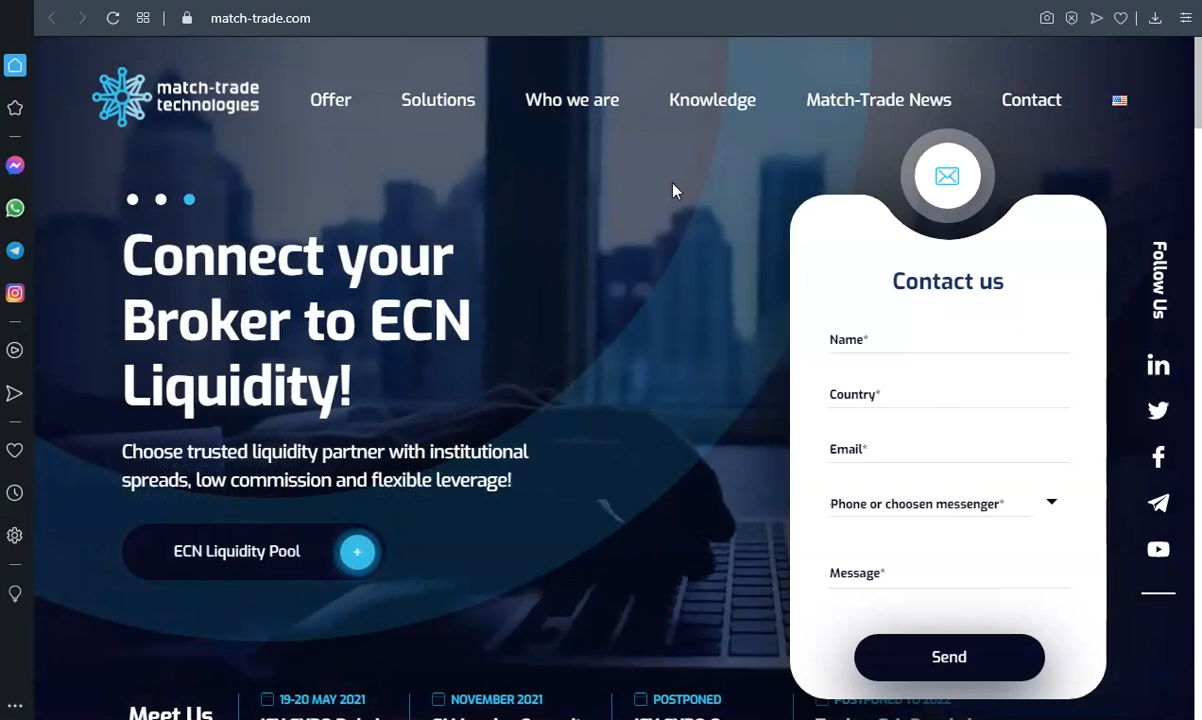 match-trade.com
match-trade
technologies
Offer
Solutions
Who we are
Knowledge
Match-Trade News
Contact
Connect your
Broker to ECN
Liquidity!
Choose trusted liquidity partner with institutional
spreads, low commission and flexible leverage!
ECN Liquidity Pool
+
Contact us
Name*
Country*
Email*
Phone or choosen messenger*
Message*
Send
Follow Us
Meet Us
19-20 MAY 2021
NOVEMBER 2021
POSTPONED
POSTPONED TO 2022